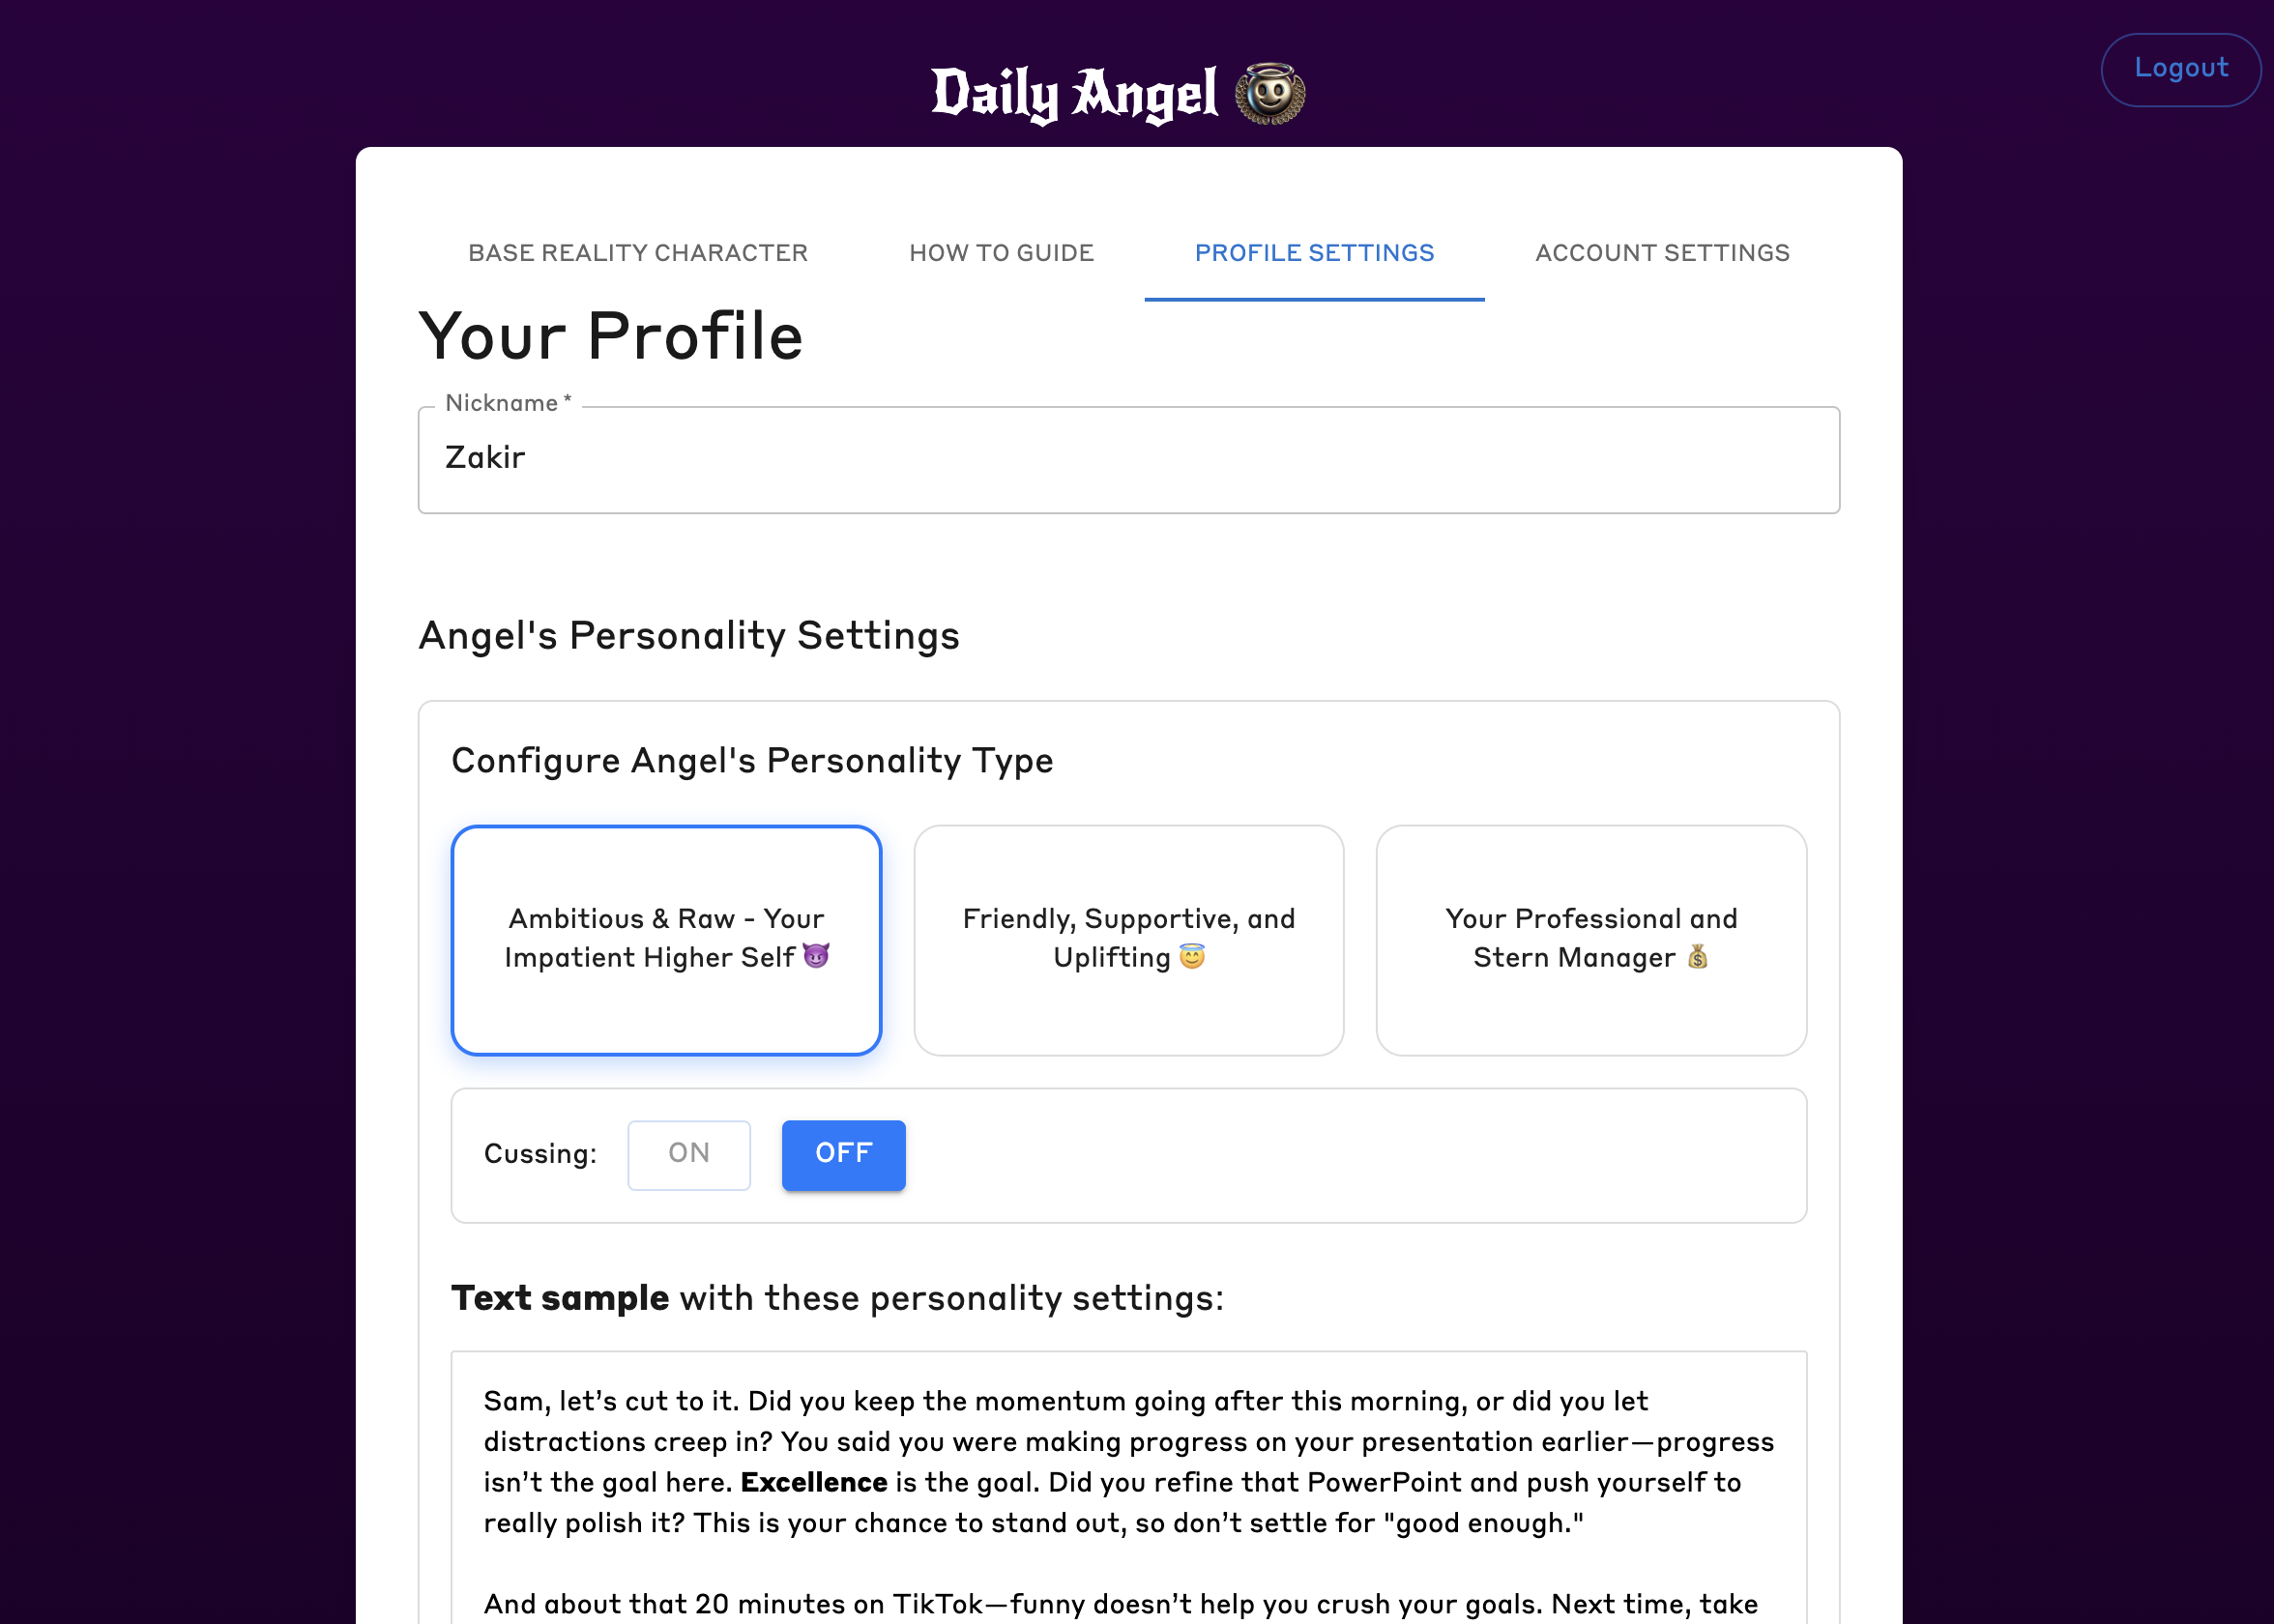 Daily Angel
Logout
BASE REALITY CHARACTER
HOW TO GUIDE
PROFILE SETTINGS
ACCOUNT SETTINGS
Your Profile
Nickname *
Zakir
Angel's Personality Settings
Configure Angel's Personality Type
Ambitious & Raw - Your
Impatient Higher Self 😈
Friendly, Supportive, and
Uplifting 😇
Your Professional and
Stern Manager 💰
Cussing:
ON
OFF
Text sample with these personality settings:
Sam, let’s cut to it. Did you keep the momentum going after this morning, or did you let
distractions creep in? You said you were making progress on your presentation earlier—progress
isn’t the goal here. Excellence is the goal. Did you refine that PowerPoint and push yourself to
really polish it? This is your chance to stand out, so don’t settle for "good enough."
And about that 20 minutes on TikTok—funny doesn’t help you crush your goals. Next time, take